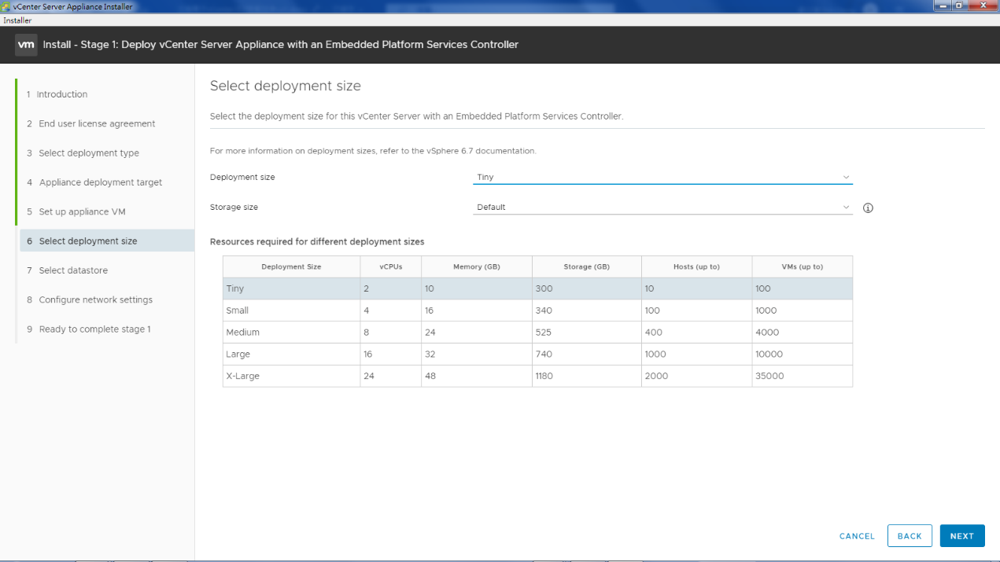 vCenter Server Appliance Installer
Installer
vm Install - Stage 1: Deploy vCenter Server Appliance with an Embedded Platform Services Controller
1 Introduction
2 End user license agreement
3 Select deployment type
4 Appliance deployment target
5 Set up appliance VM
6 Select deployment size
7 Select datastore
8 Configure network settings
9 Ready to complete stage 1
Select deployment size
Select the deployment size for this vCenter Server with an Embedded Platform Services Controller.
For more information on deployment sizes, refer to the vSphere 6.7 documentation.
Deployment size Tiny
Storage size Default
Resources required for different deployment sizes
Deployment Size vCPUs Memory (GB) Storage (GB) Hosts (up to) VMs (up to)
Tiny 2 10 300 10 100
Small 4 16 340 100 1000
Medium 8 24 525 400 4000
Large 16 32 740 1000 10000
X-Large 24 48 1180 2000 35000
CANCEL BACK NEXT